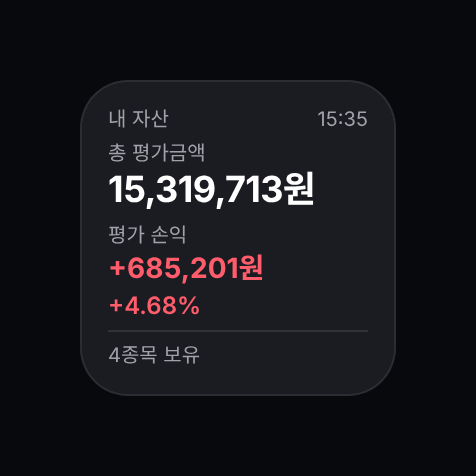 내 자산 15:35
총 평가금액
15,319,713원
평가 손익
+685,201원
+4.68%
4종목 보유